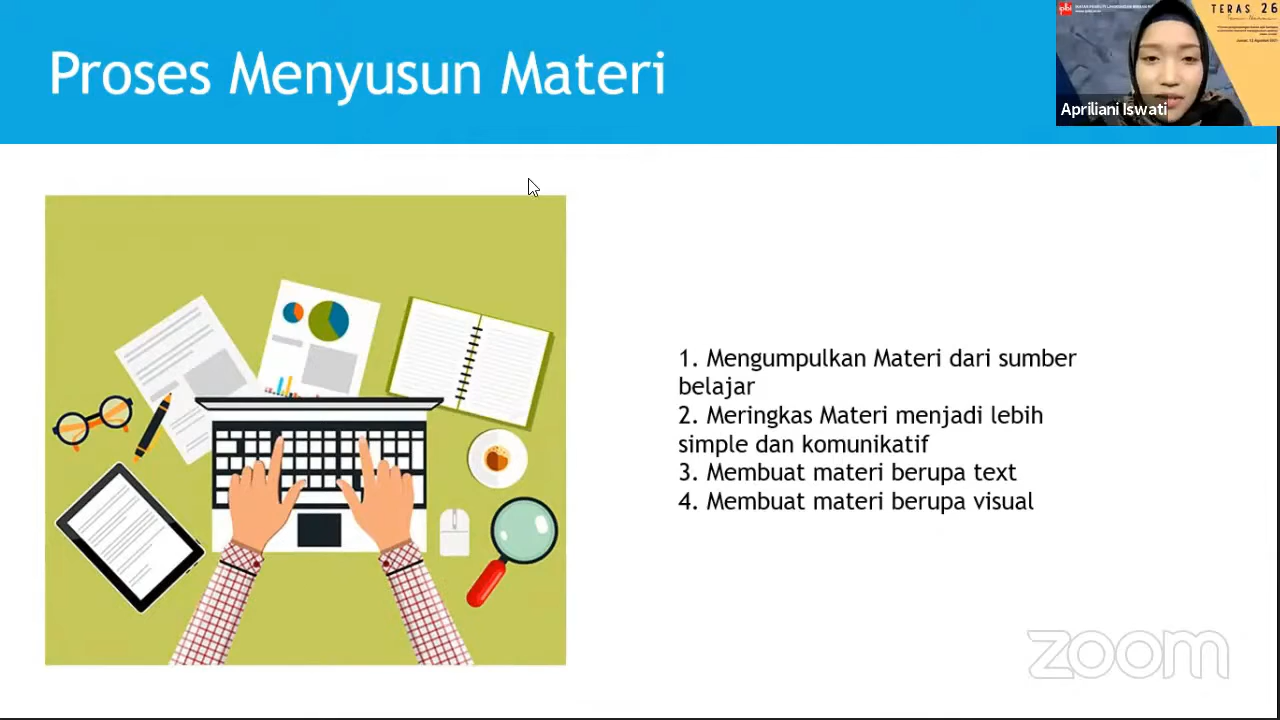 Proses Menyusun Materi
TERAS 26
Apriliani Iswati
1. Mengumpulkan Materi dari sumber
belajar
2. Meringkas Materi menjadi lebih
simple dan komunikatif
3. Membuat materi berupa text
4. Membuat materi berupa visual
zoom